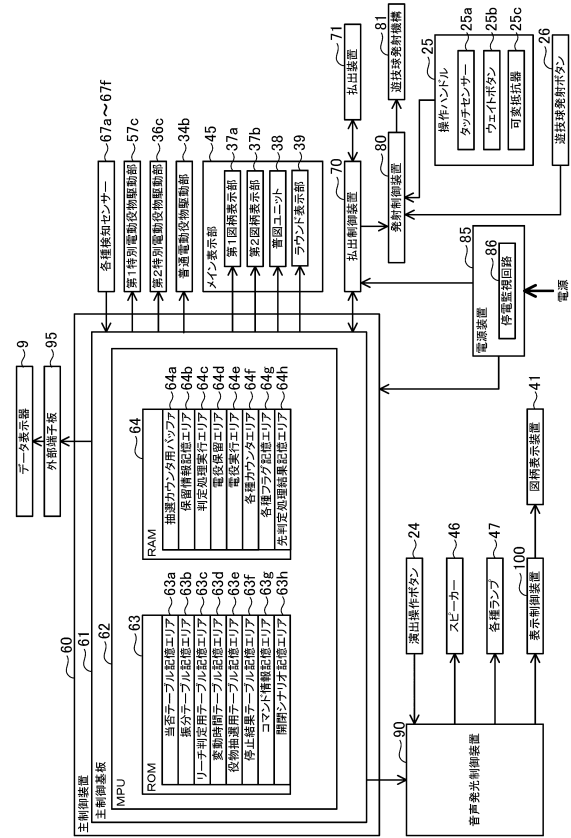 主制御装置
60
主制御基板
61
MPU
62
ROM
63
当否テーブル記憶エリア
63a
振分テーブル記憶エリア
63b
リーチ判定用テーブル記憶エリア
63c
変動時間テーブル記憶エリア
63d
役物抽選用テーブル記憶エリア
63e
停止結果テーブル記憶エリア
63f
コマンド情報記憶エリア
63g
開閉シナリオ記憶エリア
63h
RAM
64
抽選カウンタ用バッファ
64a
保留情報記憶エリア
64b
判定処理実行エリア
64c
電役保留エリア
64d
電役実行エリア
64e
各種カウンタエリア
64f
各種フラグ記憶エリア
64g
先判定処理結果記憶エリア
64h
データ表示器
9
外部端子板
95
各種検知センサー
67a～67f
第1特別電動役物駆動部
57c
第2特別電動役物駆動部
36c
普通電動役物駆動部
34b
メイン表示部
45
第1図柄表示部
37a
第2図柄表示部
37b
普図ユニット
38
ラウンド表示部
39
払出制御装置
70
払出装置
71
発射制御装置
80
遊技球発射機構
81
操作ハンドル
25
タッチセンサー
25a
ウェイトボタン
25b
可変抵抗器
25c
遊技球発射ボタン
26
電源装置
85
停電監視回路
86
電源
音声発光制御装置
90
演出操作ボタン
24
スピーカー
46
各種ランプ
47
表示制御装置
100
図柄表示装置
41